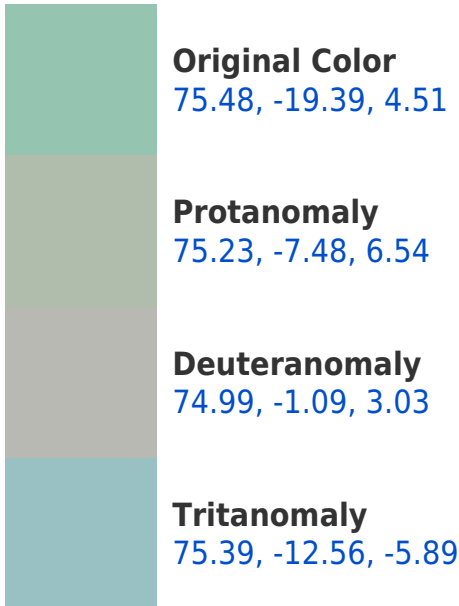 Original Color
75.48, -19.39, 4.51
Protanomaly
75.23, -7.48, 6.54
Deuteranomaly
74.99, -1.09, 3.03
Tritanomaly
75.39, -12.56, -5.89